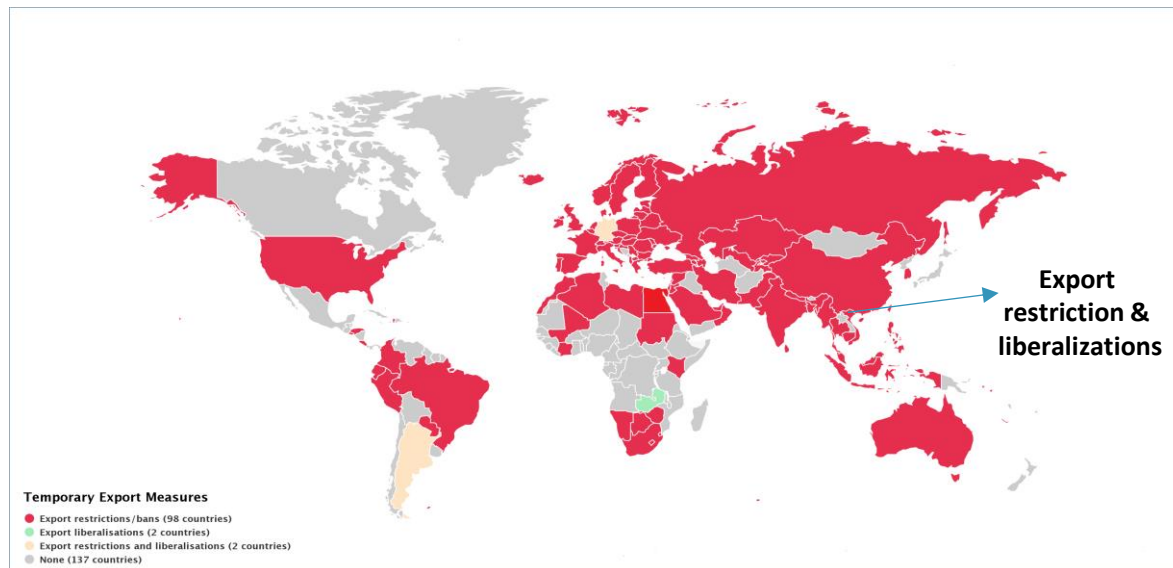 Export
restriction &
liberalizations
Temporary Export Measures
Export restrictions/bans (98 countries)
Export liberalisations (2 countries)
Export restrictions and liberalisations (2 countries)
None (137 countries)